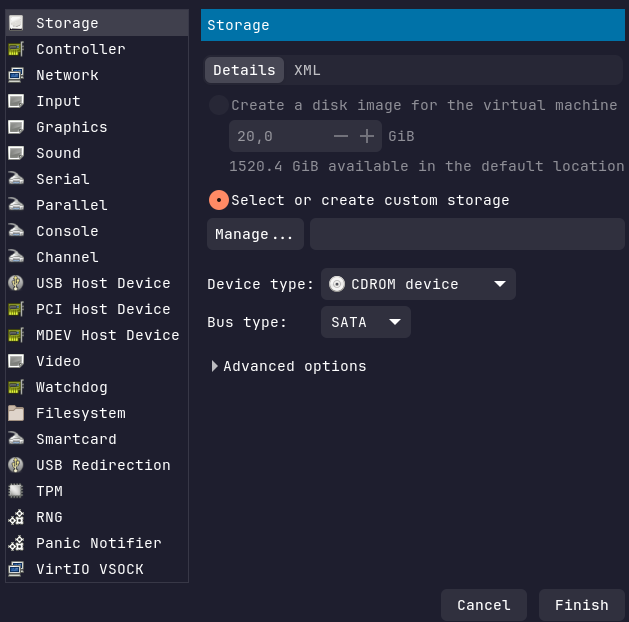 Storage
Controller
Network
Input
Graphics
Sound
Serial
Parallel
Console
Channel
USB Host Device
PCI Host Device
MDEV Host Device
Video
Watchdog
Filesystem
Smartcard
USB Redirection
TPM
RNG
Panic Notifier
VirtIO VSOCK
Storage
Details XML
Create a disk image for the virtual machine
20,0 GiB
1520.4 GiB available in the default location
Select or create custom storage
Manage...
Device type: CDROM device
Bus type: SATA
Advanced options
Cancel Finish